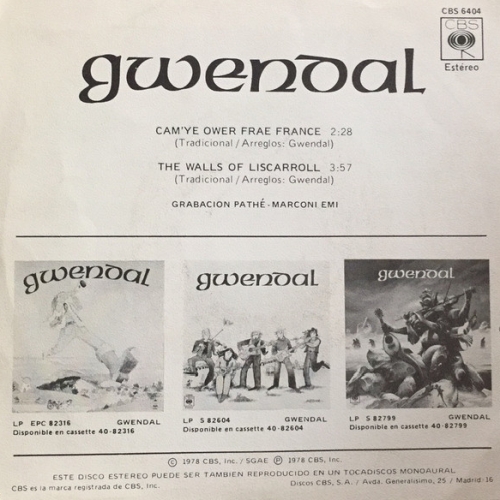 CBS 6404
CBS
Estéreo
gwendal
CAM'YE OWER FRAE FRANCE 2:28
(Tradicional / Arreglos: Gwendal)
THE WALLS OF LISCARROLL 3:57
(Tradicional / Arreglos: Gwendal)
GRABACION PATHÉ-MARCONI EMI
gwendal
gwendal
gwendal
LP EPC 82316 GWENDAL
Disponible en cassette 40-82316
LP S 82604 GWENDAL
Disponible en cassette 40-82604
LP S 82799 GWENDAL
Disponible en cassette 40-82799
© 1978 CBS, Inc. / SGAE Ⓟ 1978 CBS, Inc.
ESTE DISCO ESTEREO PUEDE SER TAMBIEN REPRODUCIDO EN UN TOCADISCOS MONOAURAL
CBS es la marca registrada de CBS, Inc. Discos CBS, S.A. / Avda. Generalísimo, 25 / Madrid-16